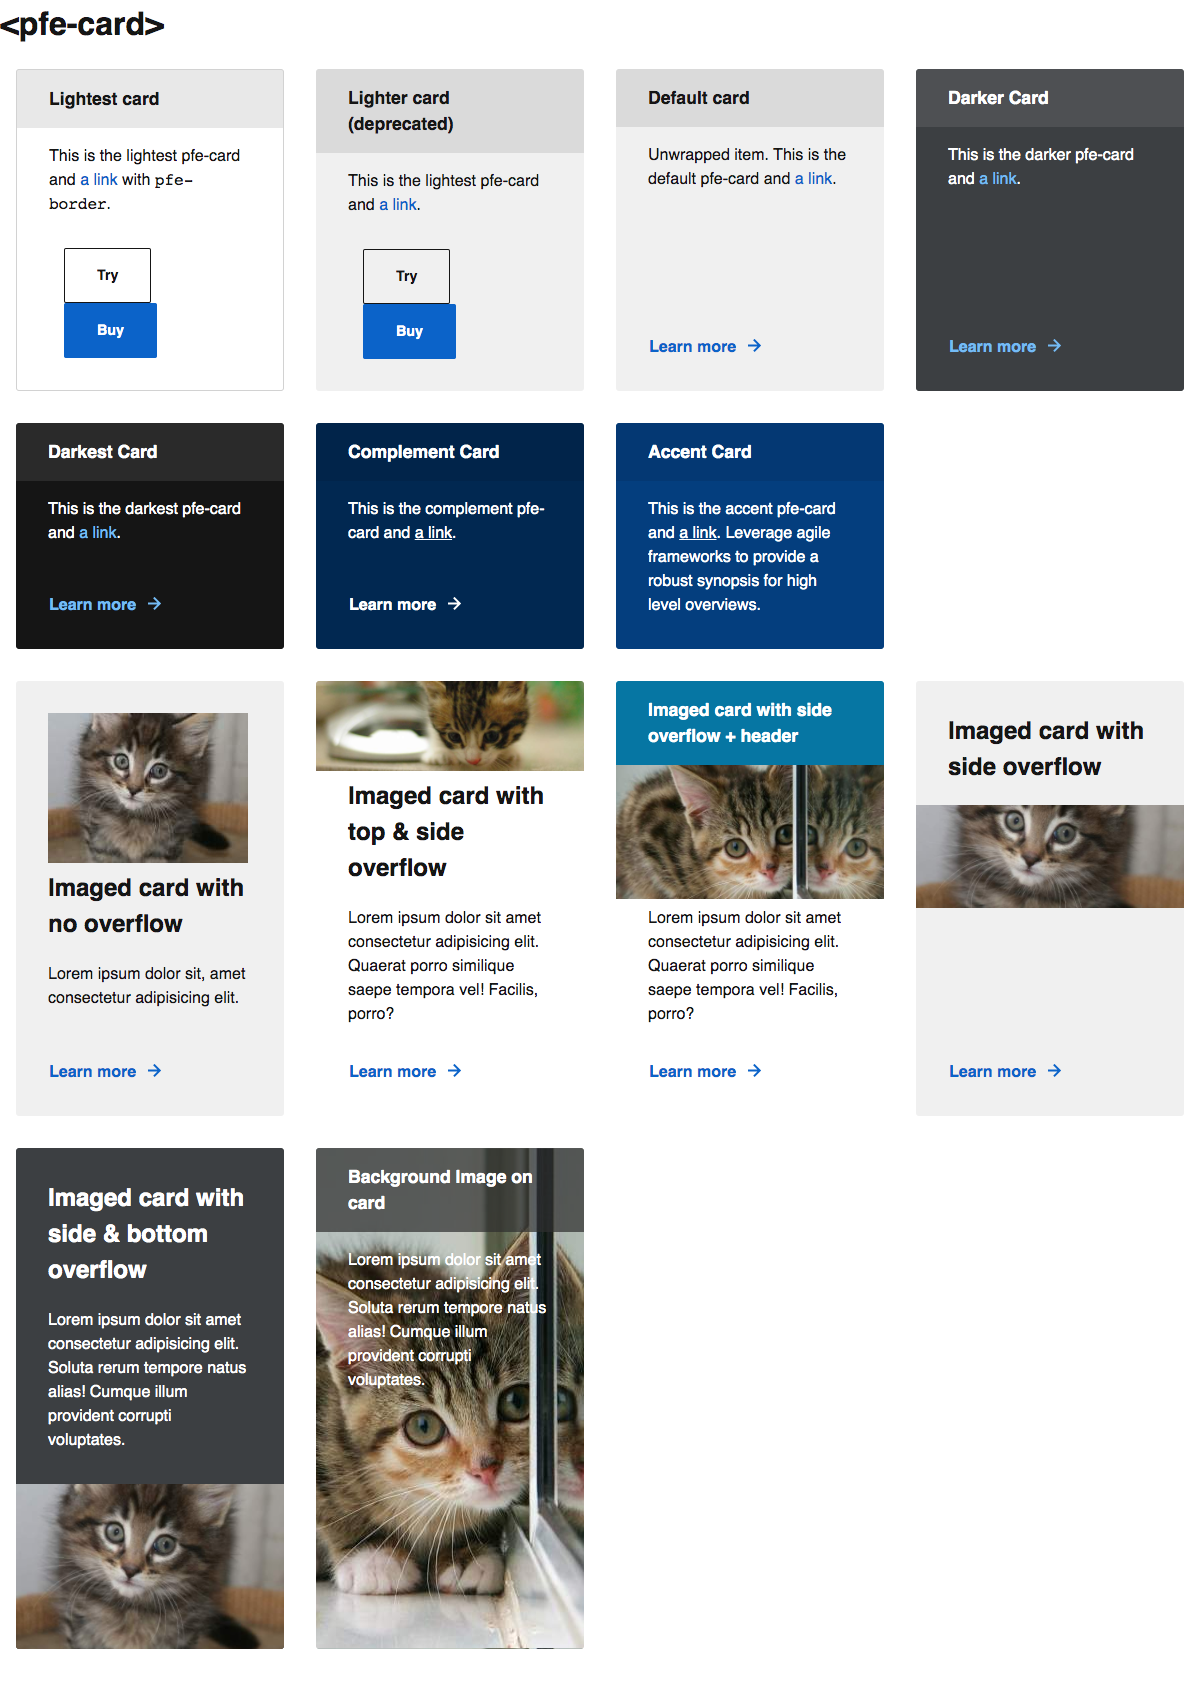 <pfe-card>
Lightest card
This is the lightest pfe-card
and a link with pfe-
border.
Try
Buy
Lighter card
(deprecated)
This is the lightest pfe-card
and a link.
Try
Buy
Default card
Unwrapped item. This is the
default pfe-card and a link.
Learn more
Darker Card
This is the darker pfe-card
and a link.
Learn more
Darkest Card
This is the darkest pfe-card
and a link.
Learn more
Complement Card
This is the complement pfe-
card and a link.
Learn more
Accent Card
This is the accent pfe-card
and a link. Leverage agile
frameworks to provide a
robust synopsis for high
level overviews.
Imaged card with
no overflow
Lorem ipsum dolor sit, amet
consectetur adipisicing elit.
Learn more
Imaged card with
top & side
overflow
Lorem ipsum dolor sit amet
consectetur adipisicing elit.
Quaerat porro similique
saepe tempora vel! Facilis,
porro?
Learn more
Imaged card with side
overflow + header
Lorem ipsum dolor sit amet
consectetur adipisicing elit.
Quaerat porro similique
saepe tempora vel! Facilis,
porro?
Learn more
Imaged card with
side overflow
Learn more
Imaged card with
side & bottom
overflow
Lorem ipsum dolor sit amet
consectetur adipisicing elit.
Soluta rerum tempore natus
alias! Cumque illum
provident corrupti
voluptates.
Background Image on
card
Lorem ipsum dolor sit amet
consectetur adipisicing elit.
Soluta rerum tempore natus
alias! Cumque illum
provident corrupti
voluptates.